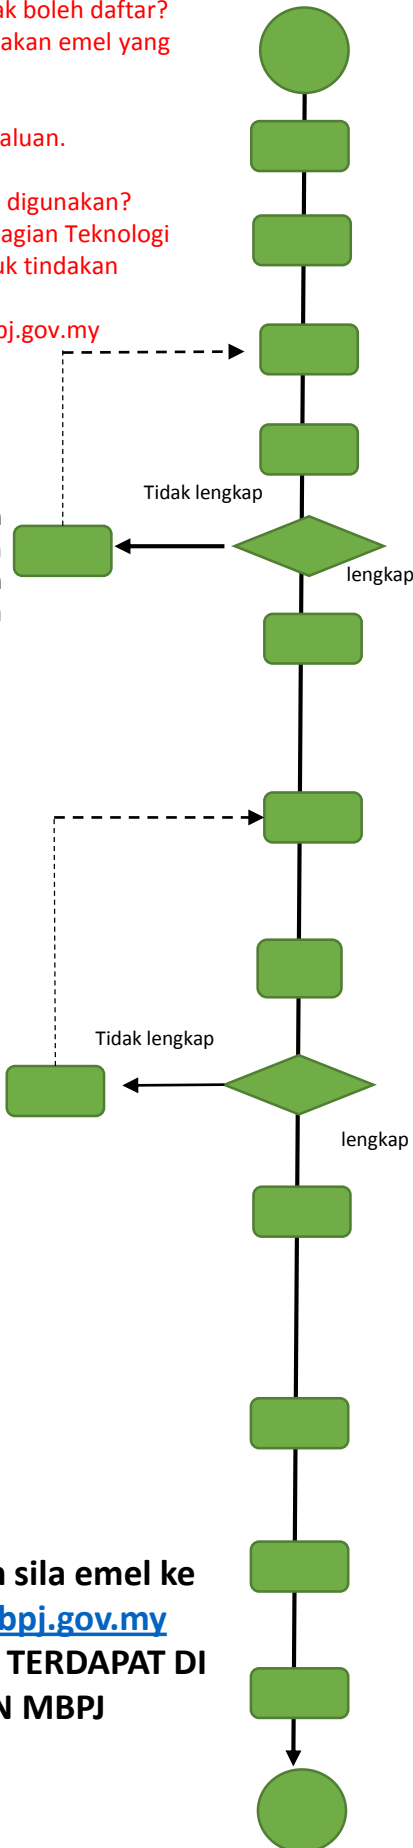 ak boleh daftar?
akan emel yang
aluan.
digunakan?
agian Teknologi
uk tindakan
bpj.gov.my
Tidak lengkap
lengkap
Tidak lengkap
lengkap
sila emel ke
bpj.gov.my
TERDAPAT DI
N MBPJ